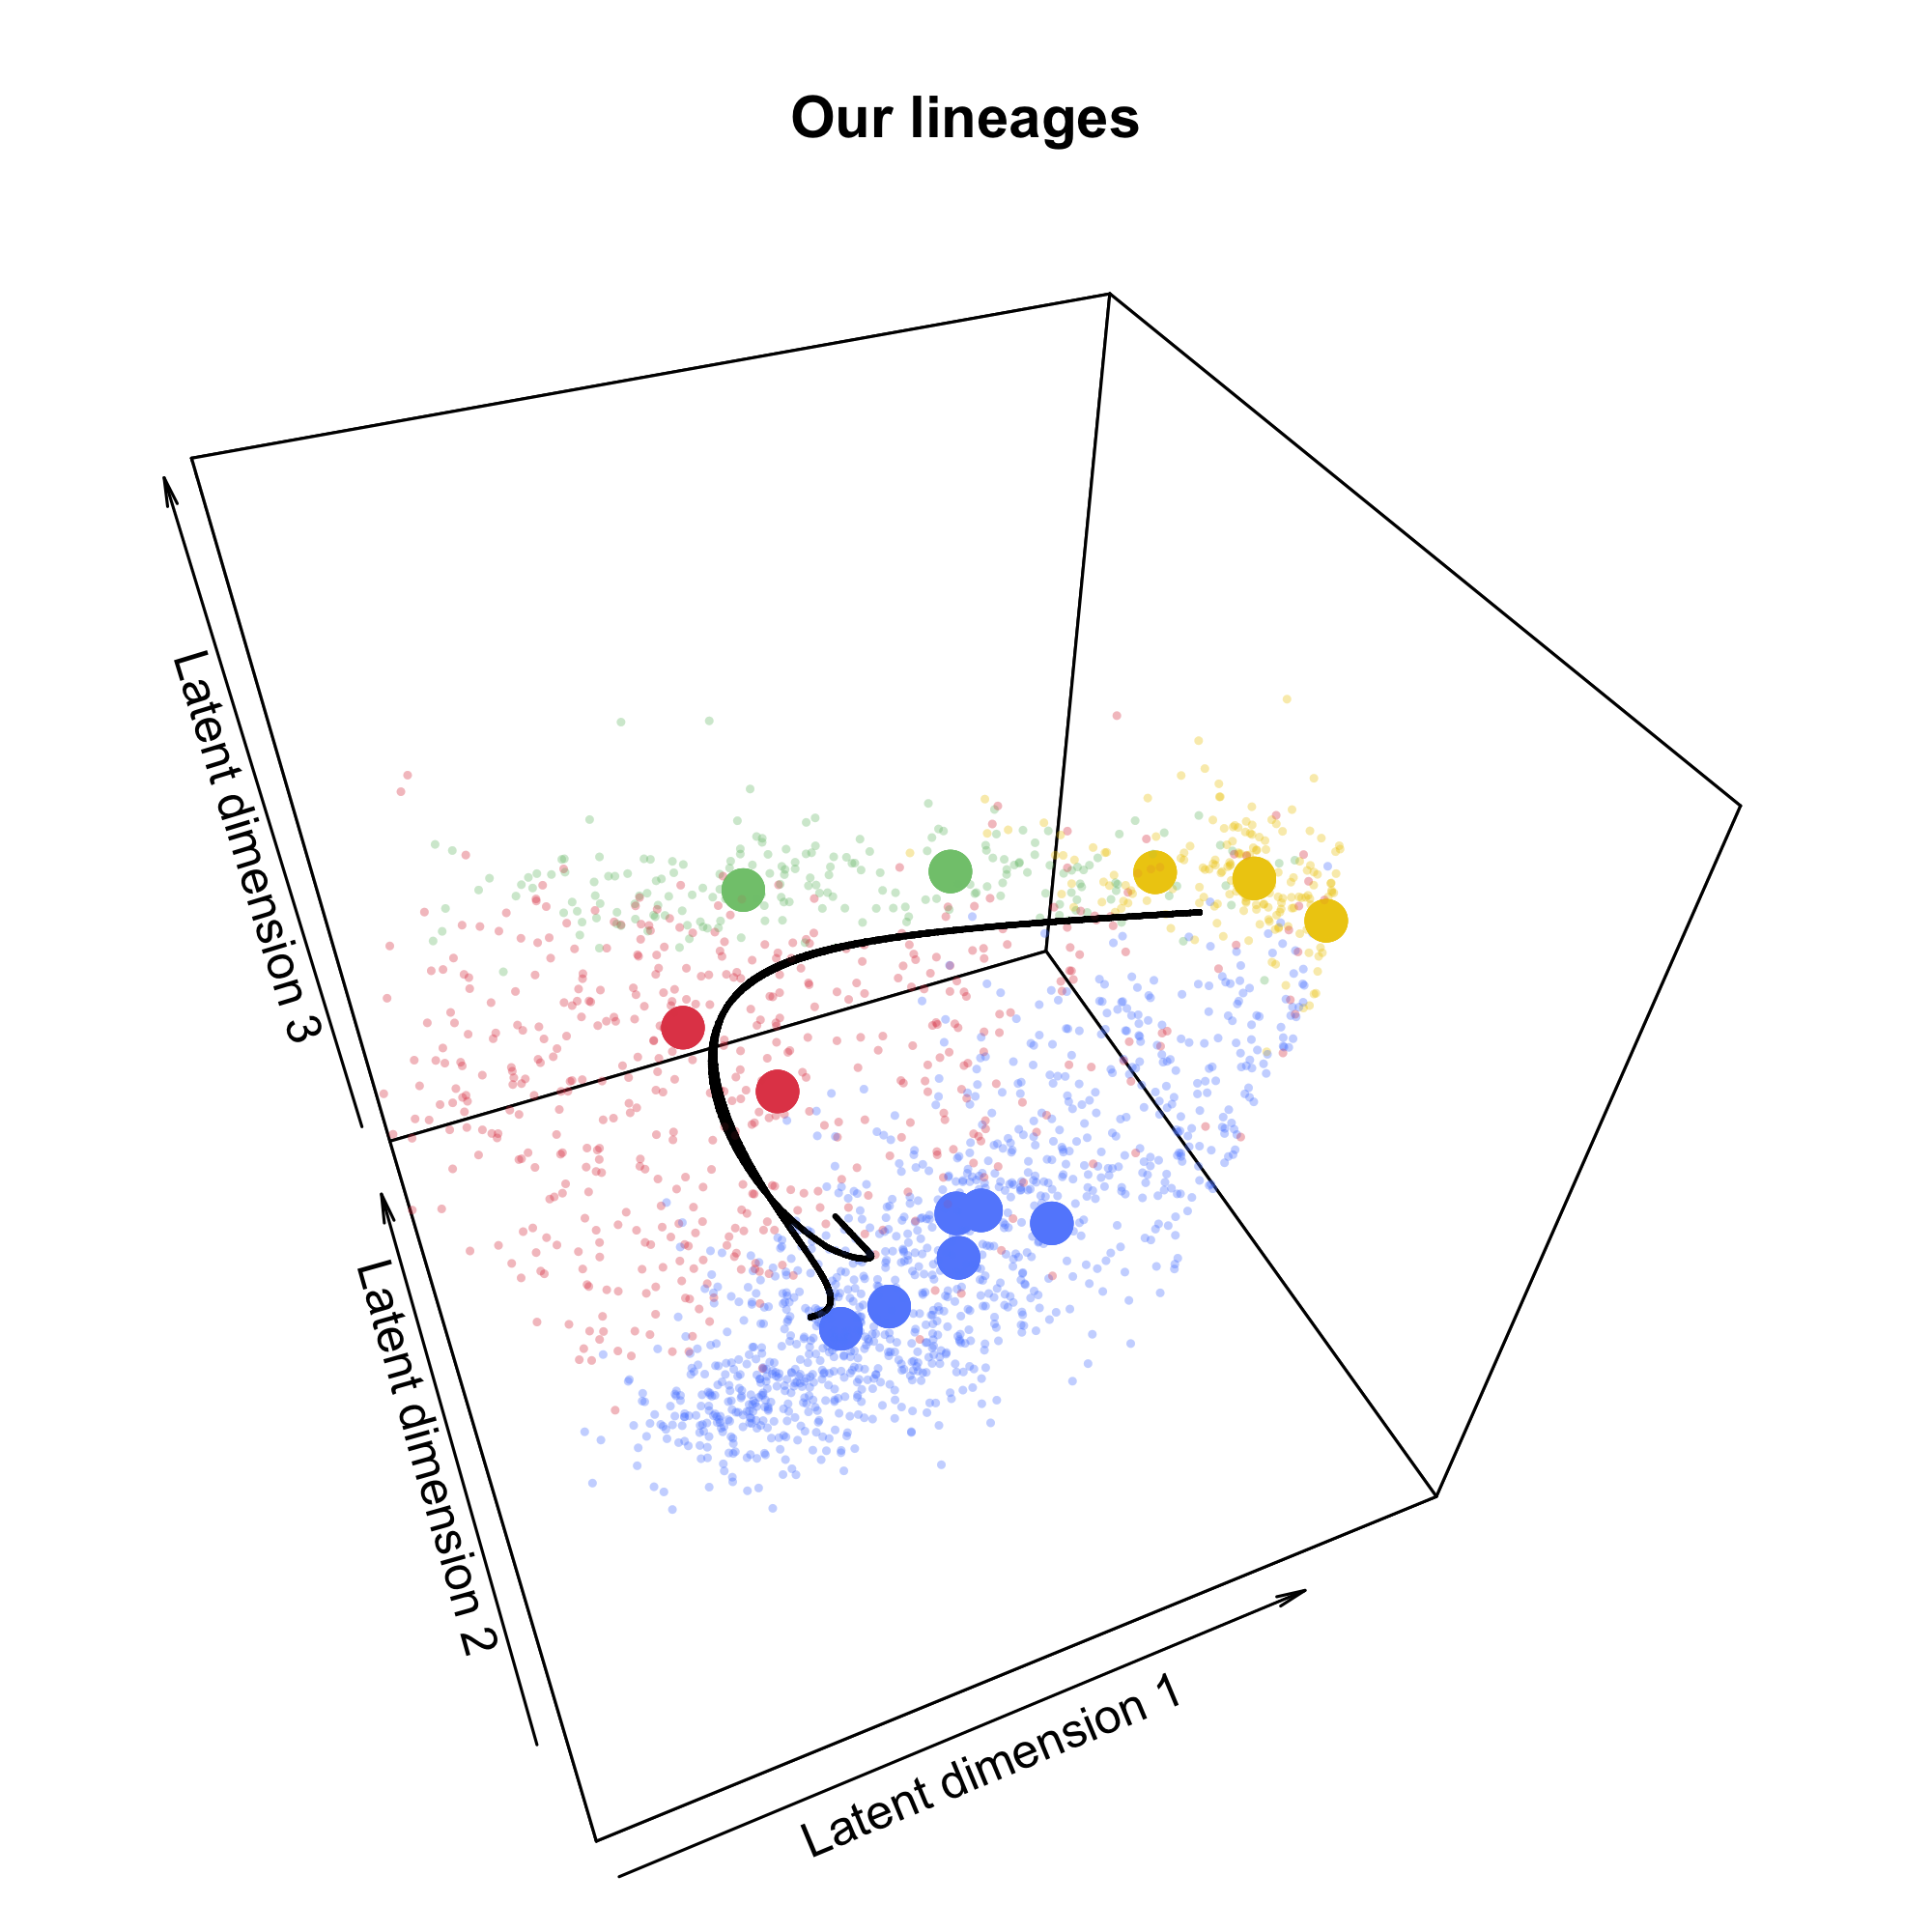 Our lineages
Latent dimension 3
Latent dimension 2
Latent dimension 1